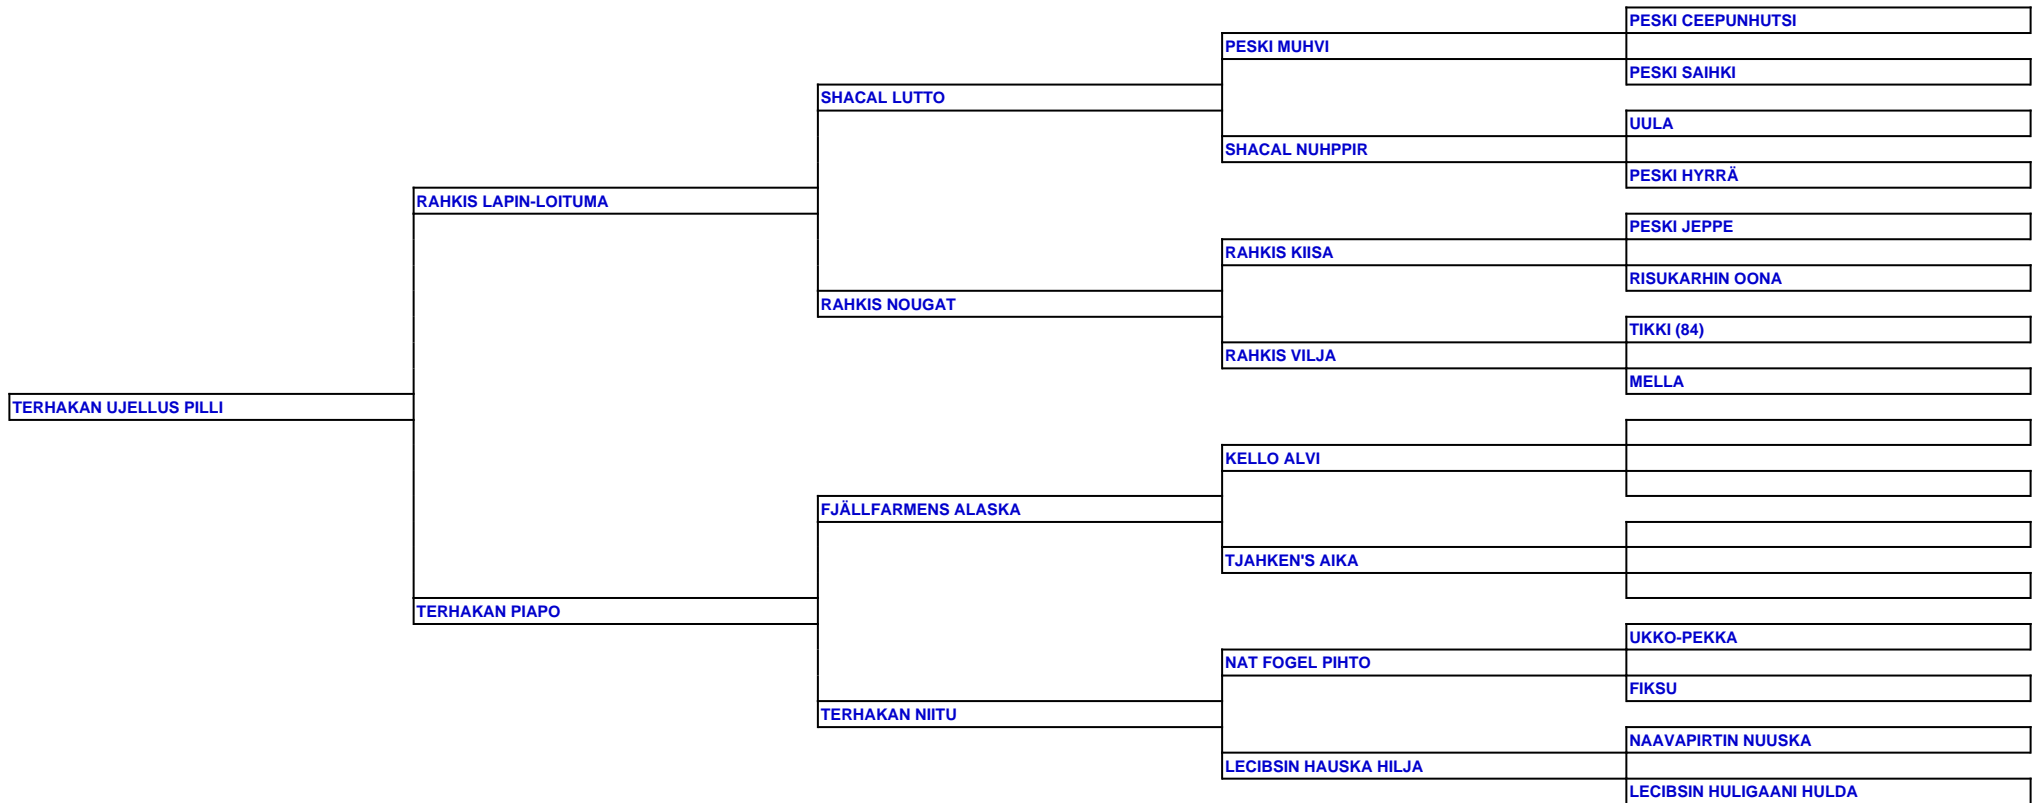 PESKI CEEPUNHUTSI
PESKI MUHVI
PESKI SAIHKI
SHACAL LUTTO
UULA
SHACAL NUHPPIR
PESKI HYRRÄ
RAHKIS LAPIN-LOITUMA
PESKI JEPPE
RAHKIS KIISA
RISUKARHIN OONA
RAHKIS NOUGAT
TIKKI (84)
RAHKIS VILJA
MELLA
TERHAKAN UJELLUS PILLI
KELLO ALVI
FJÄLLFARMENS ALASKA
TJAHKEN'S AIKA
TERHAKAN PIAPO
UKKO-PEKKA
NAT FOGEL PIHTO
FIKSU
TERHAKAN NIITU
NAAVAPIRTIN NUUSKA
LECIBSIN HAUSKA HILJA
LECIBSIN HULIGAANI HULDA